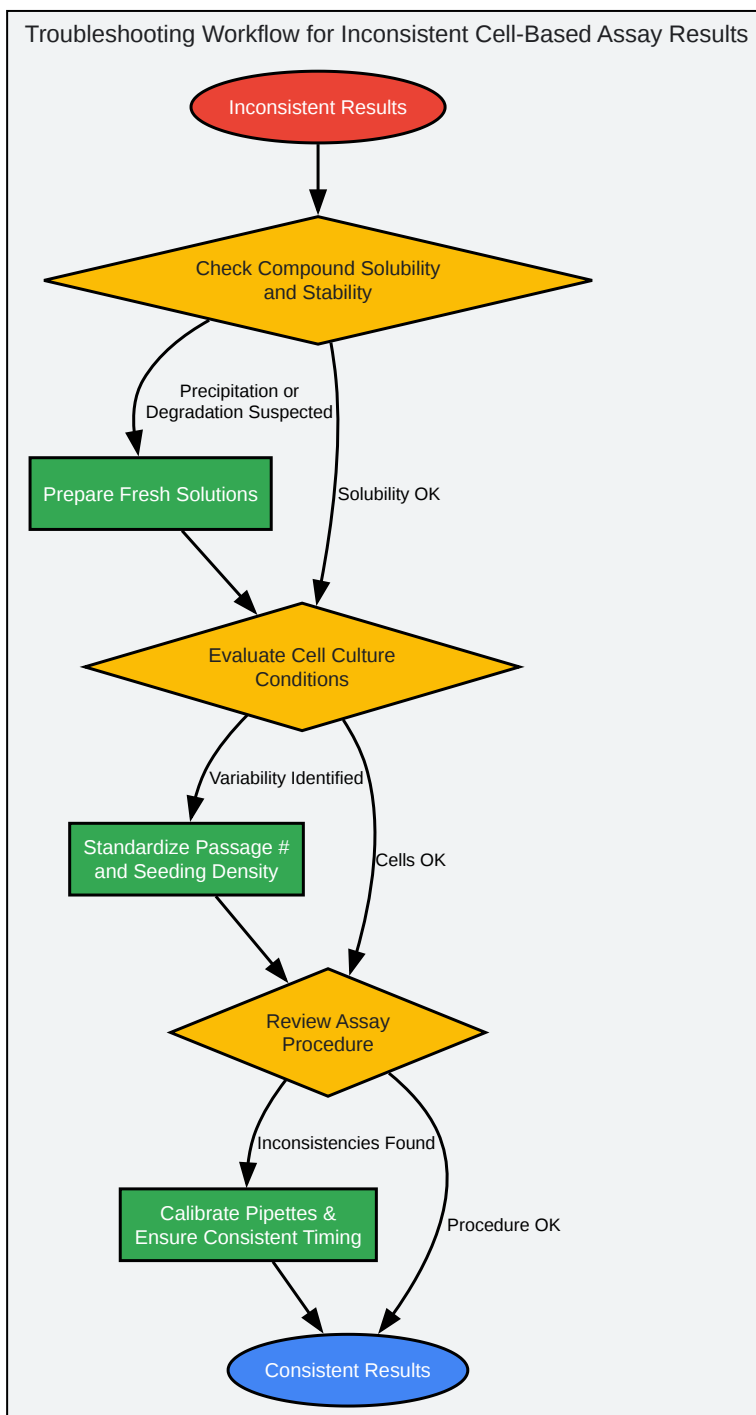 Troubleshooting Workflow for Inconsistent Cell-Based Assay Results
Inconsistent Results
Check Compound Solubility
and Stability
Precipitation or
Degradation Suspected
Prepare Fresh Solutions
Solubility OK
Evaluate Cell Culture
Conditions
Variability Identified
Standardize Passage #
and Seeding Density
Cells OK
Review Assay
Procedure
Inconsistencies Found
Calibrate Pipettes &
Ensure Consistent Timing
Procedure OK
Consistent Results